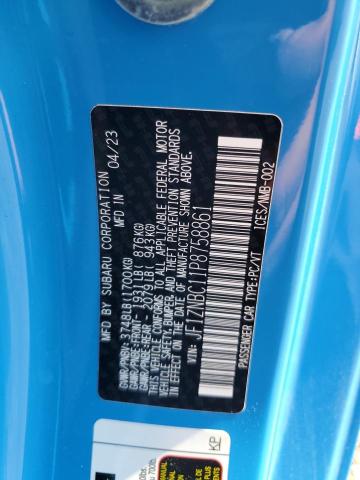 MFD BY SUBARU CORPORATION 04/23
MFD IN
GVWR/PNBV: 3748LB(1700KG)
GAWR/PNBE-FRONT- 1931LB( 876KG)
GAWR/PNBE-REAR - 2079LB( 943KG)
THIS VEHICLE CONFORMS TO ALL APPLICABLE FEDERAL MOTOR
VEHICLE SAFETY, BUMPER, AND THEFT PREVENTION STANDARDS
IN EFFECT ON THE DATE OF MANUFACTURE SHOWN ABOVE.
JF1ZNBC11P8758861
PASSENGER CAR TYPE:PC/VT
ICES/NMB-002
KP